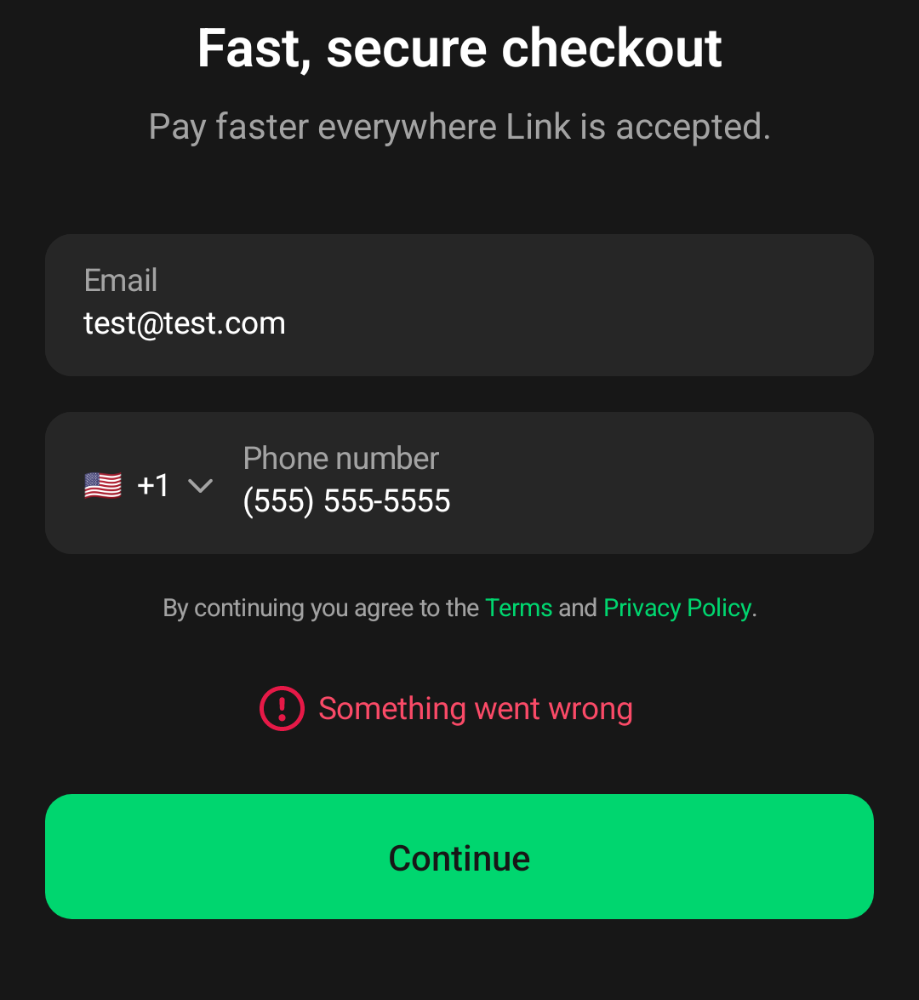 Fast, secure checkout
Pay faster everywhere Link is accepted.
Email
test@test.com
+1
Phone number
(555) 555-5555
By continuing you agree to the Terms and Privacy Policy.
Something went wrong
Continue